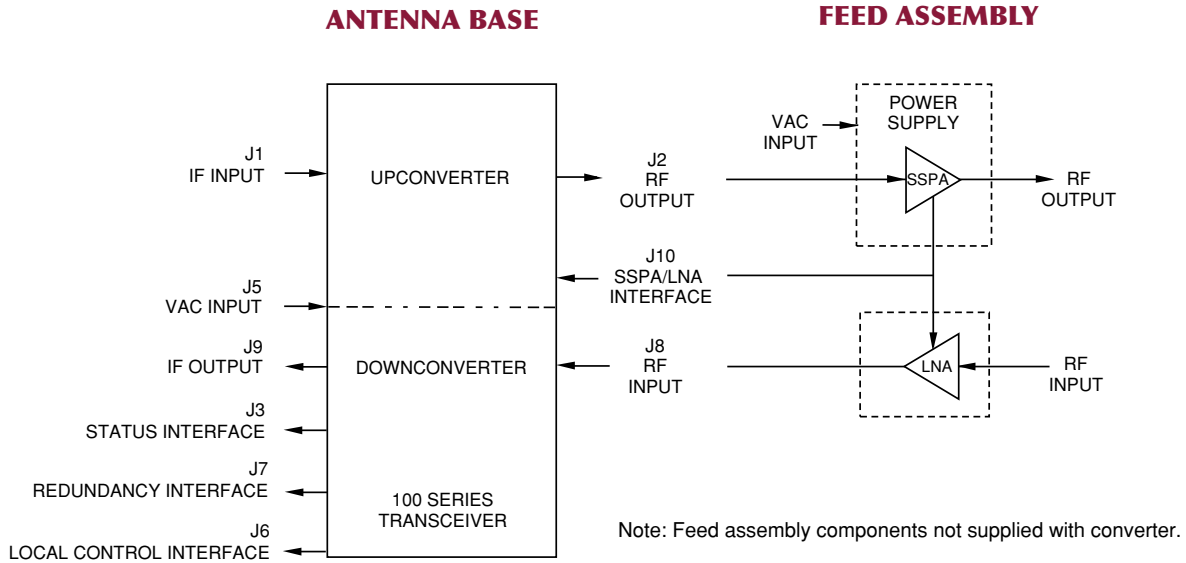 ANTENNA BASE
FEED ASSEMBLY
J1
IF INPUT
UPCONVERTER
J2
RF
OUTPUT
VAC
INPUT
POWER
SUPPLY
SSPA
RF
OUTPUT
J10
SSPA/LNA
INTERFACE
J5
VAC INPUT
J9
IF OUTPUT
DOWNCONVERTER
J8
RF
INPUT
LNA
RF
INPUT
J3
STATUS INTERFACE
J7
REDUNDANCY INTERFACE
100 SERIES
TRANSCEIVER
J6
LOCAL CONTROL INTERFACE
Note: Feed assembly components not supplied with converter.